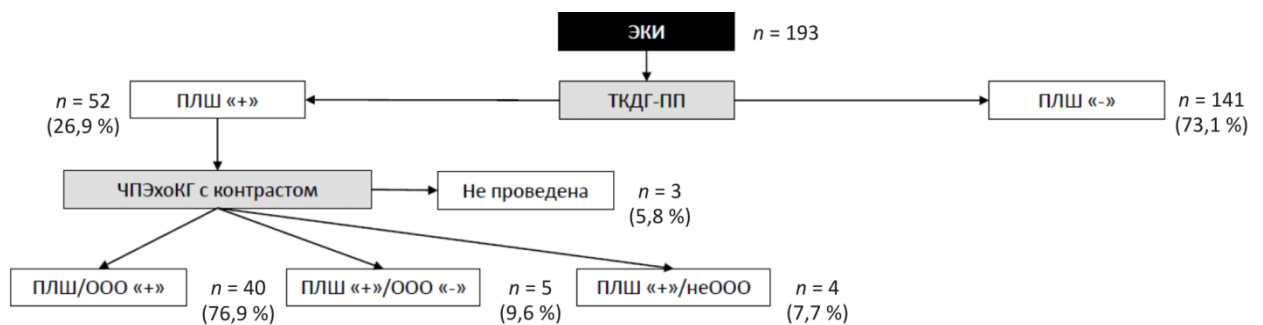 ЭКИ
n = 193
n = 52
(26,9 %)
ПЛШ «+»
ТКДГ-ПП
ПЛШ «-»
n = 141
(73,1 %)
ЧПЭхоКГ с контрастом
Не проведена
n = 3
(5,8 %)
ПЛШ/ООО «+»
n = 40
(76,9 %)
ПЛШ «+»/ООО «-»
n = 5
(9,6 %)
ПЛШ «+»/неООО
n = 4
(7,7 %)